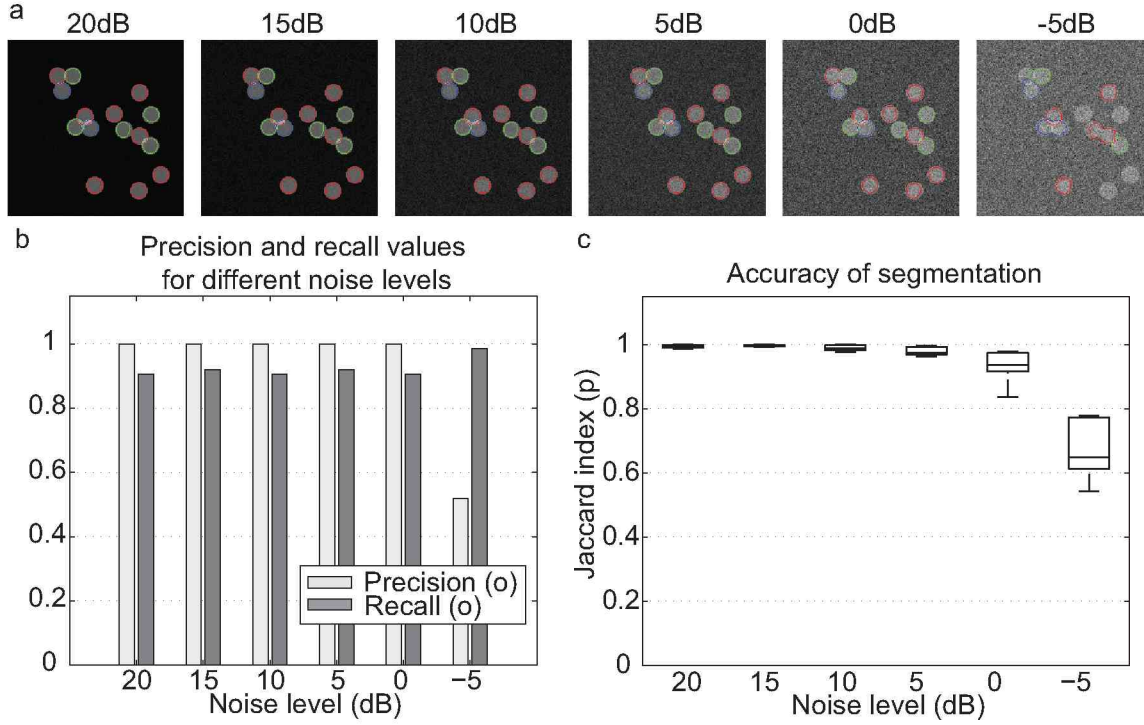 a
20dB 15dB 10dB 5dB 0dB -5dB
b
Precision and recall values
for different noise levels
1
0.8
0.6
0.4
0.2
0
Precision (o)
Recall (o)
20 15 10 5 0 −5
Noise level (dB)
c
Accuracy of segmentation
Jaccard index (p)
1
0.8
0.6
0.4
0.2
0
20 15 10 5 0 −5
Noise level (dB)